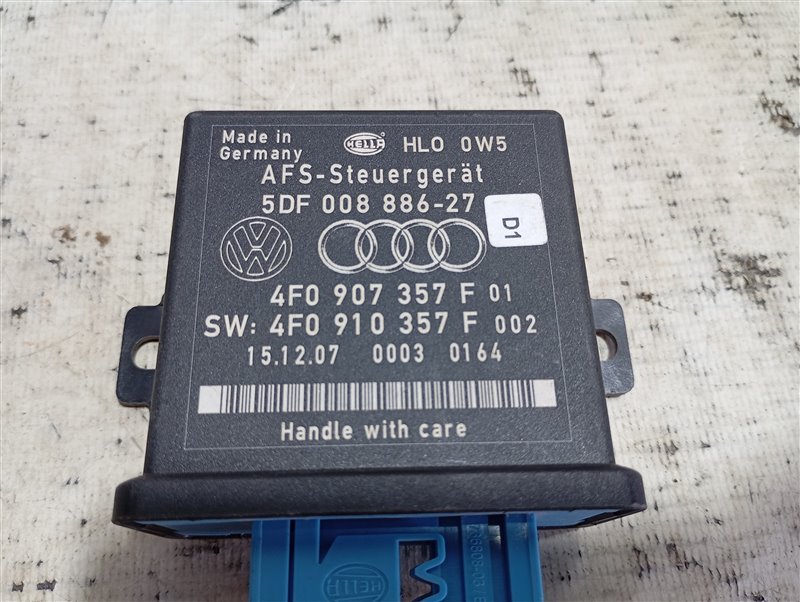 Made in
Germany
HELLA
HLO 0W5
AFS-Steuergerät
5DF 008 886-27
D1
4F0 907 357 F 01
SW: 4F0 910 357 F 002
15.12.07 0003 0164
Handle with care
HELLA